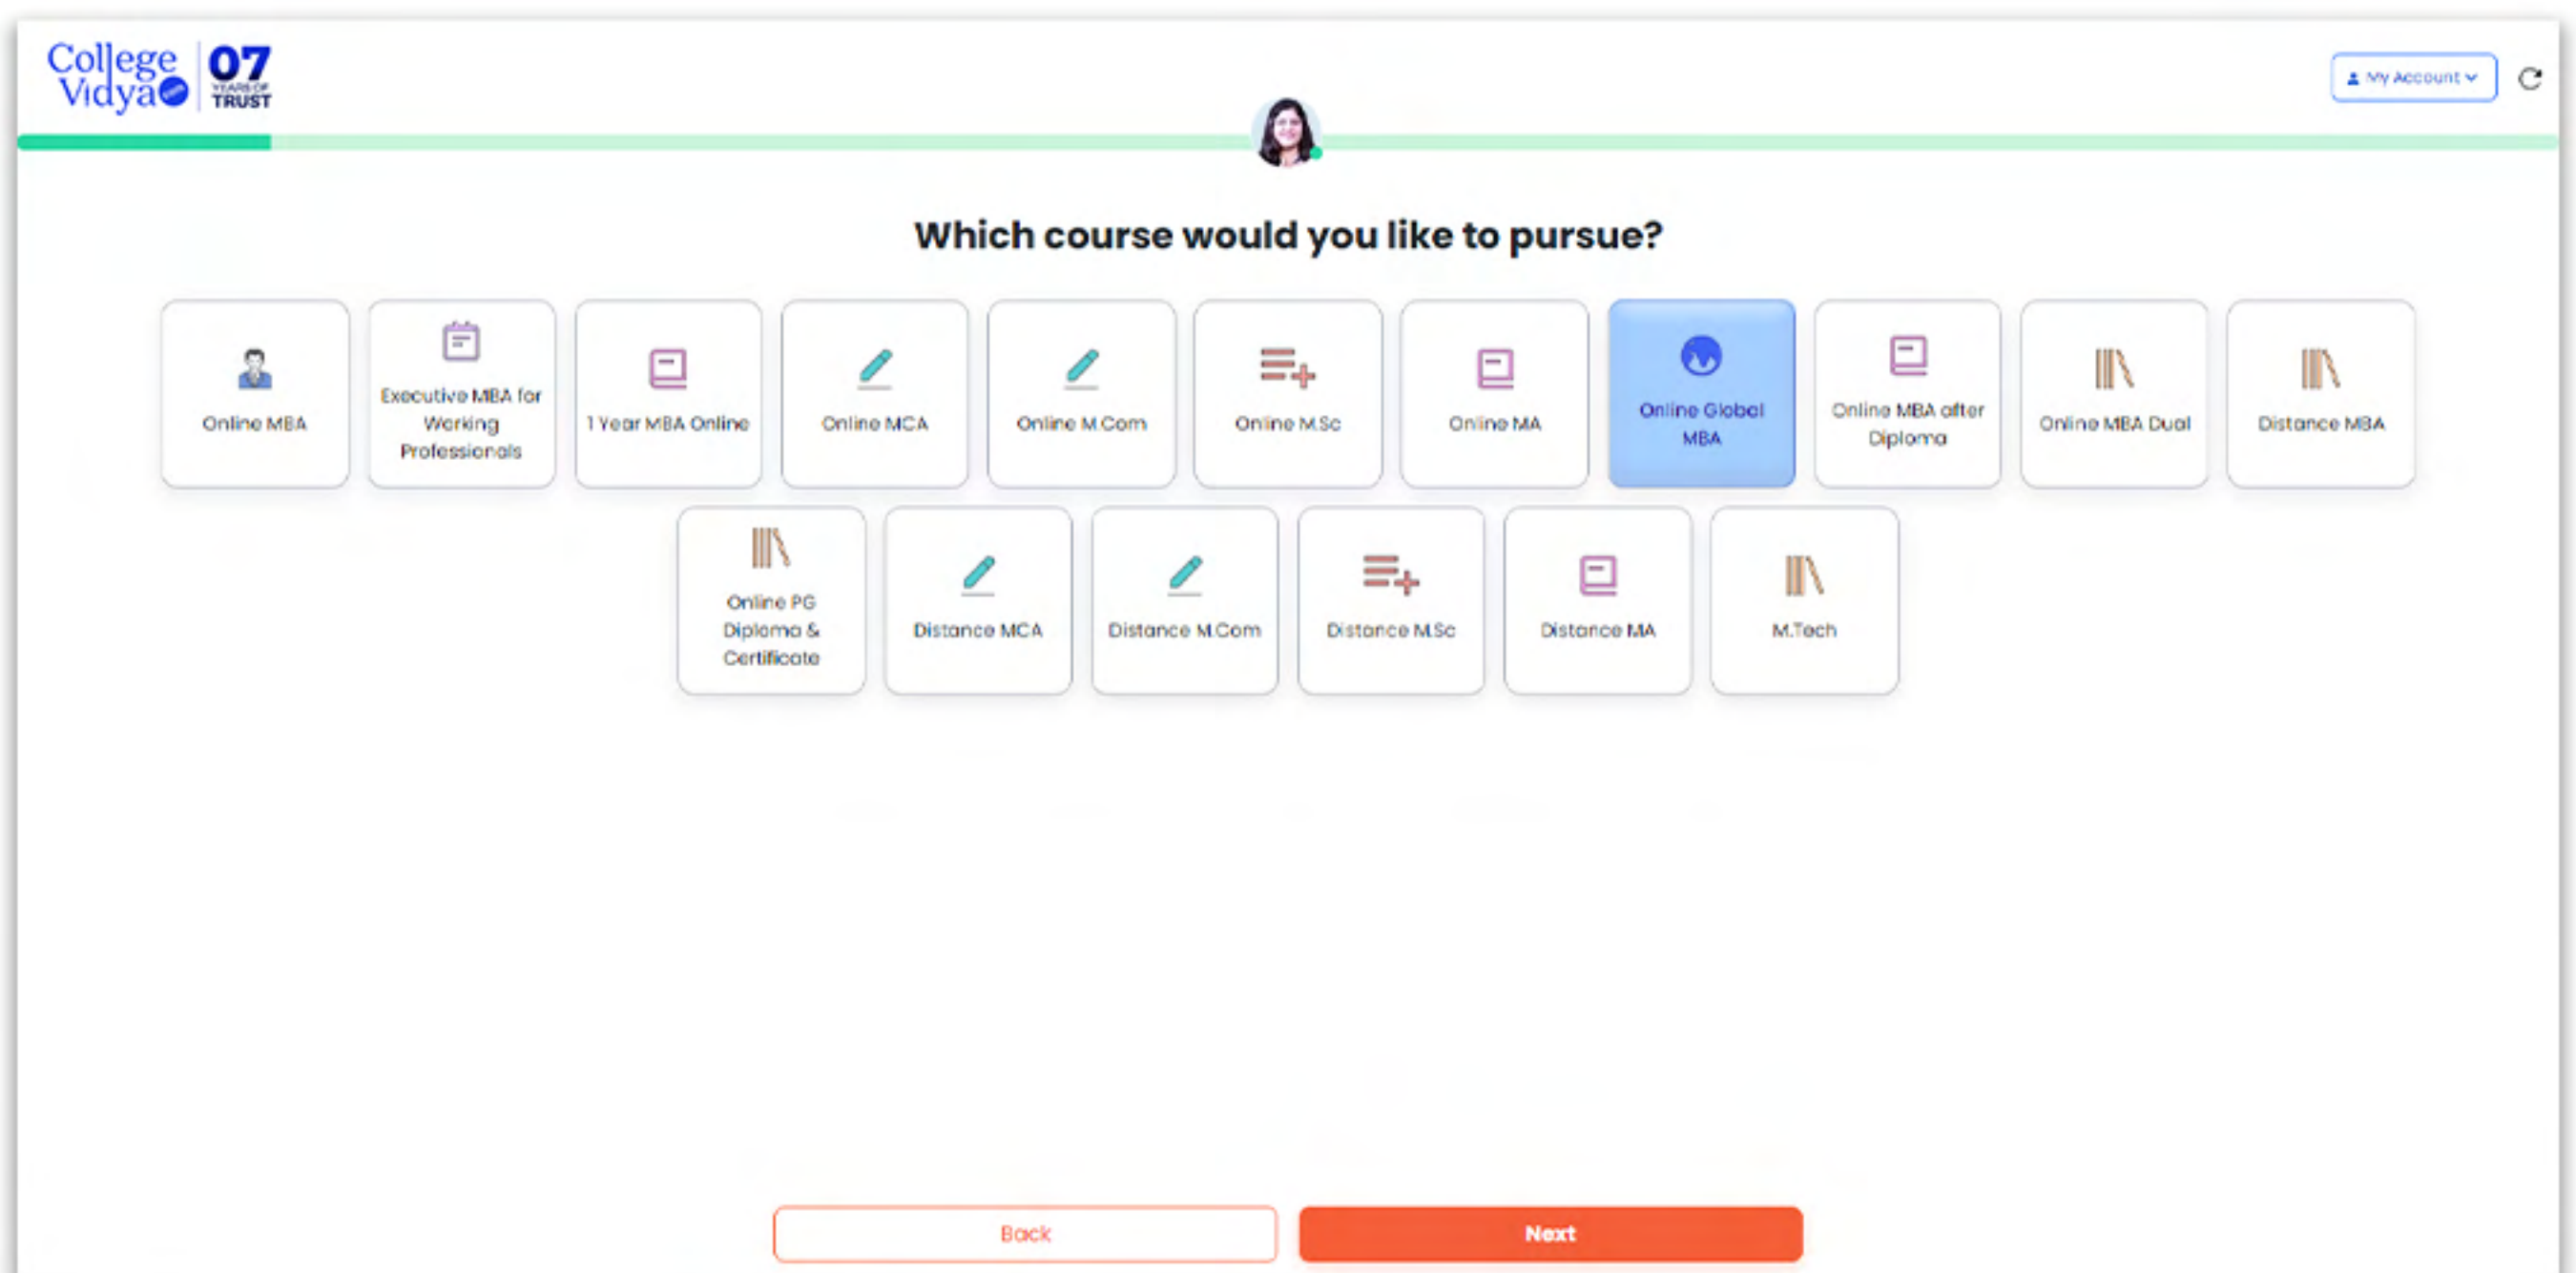 College
Vidya
07
YEARS OF
TRUST
My Account
Which course would you like to pursue?
Online MBA
Executive MBA for
Working
Professionals
1 Year MBA Online
Online MCA
Online M.Com
Online M.Sc
Online MA
Online Global
MBA
Online MBA after
Diploma
Online MBA Dual
Distance MBA
Online PG
Diploma &
Certificate
Distance MCA
Distance M.Com
Distance M.Sc
Distance MA
M.Tech
Back
Next